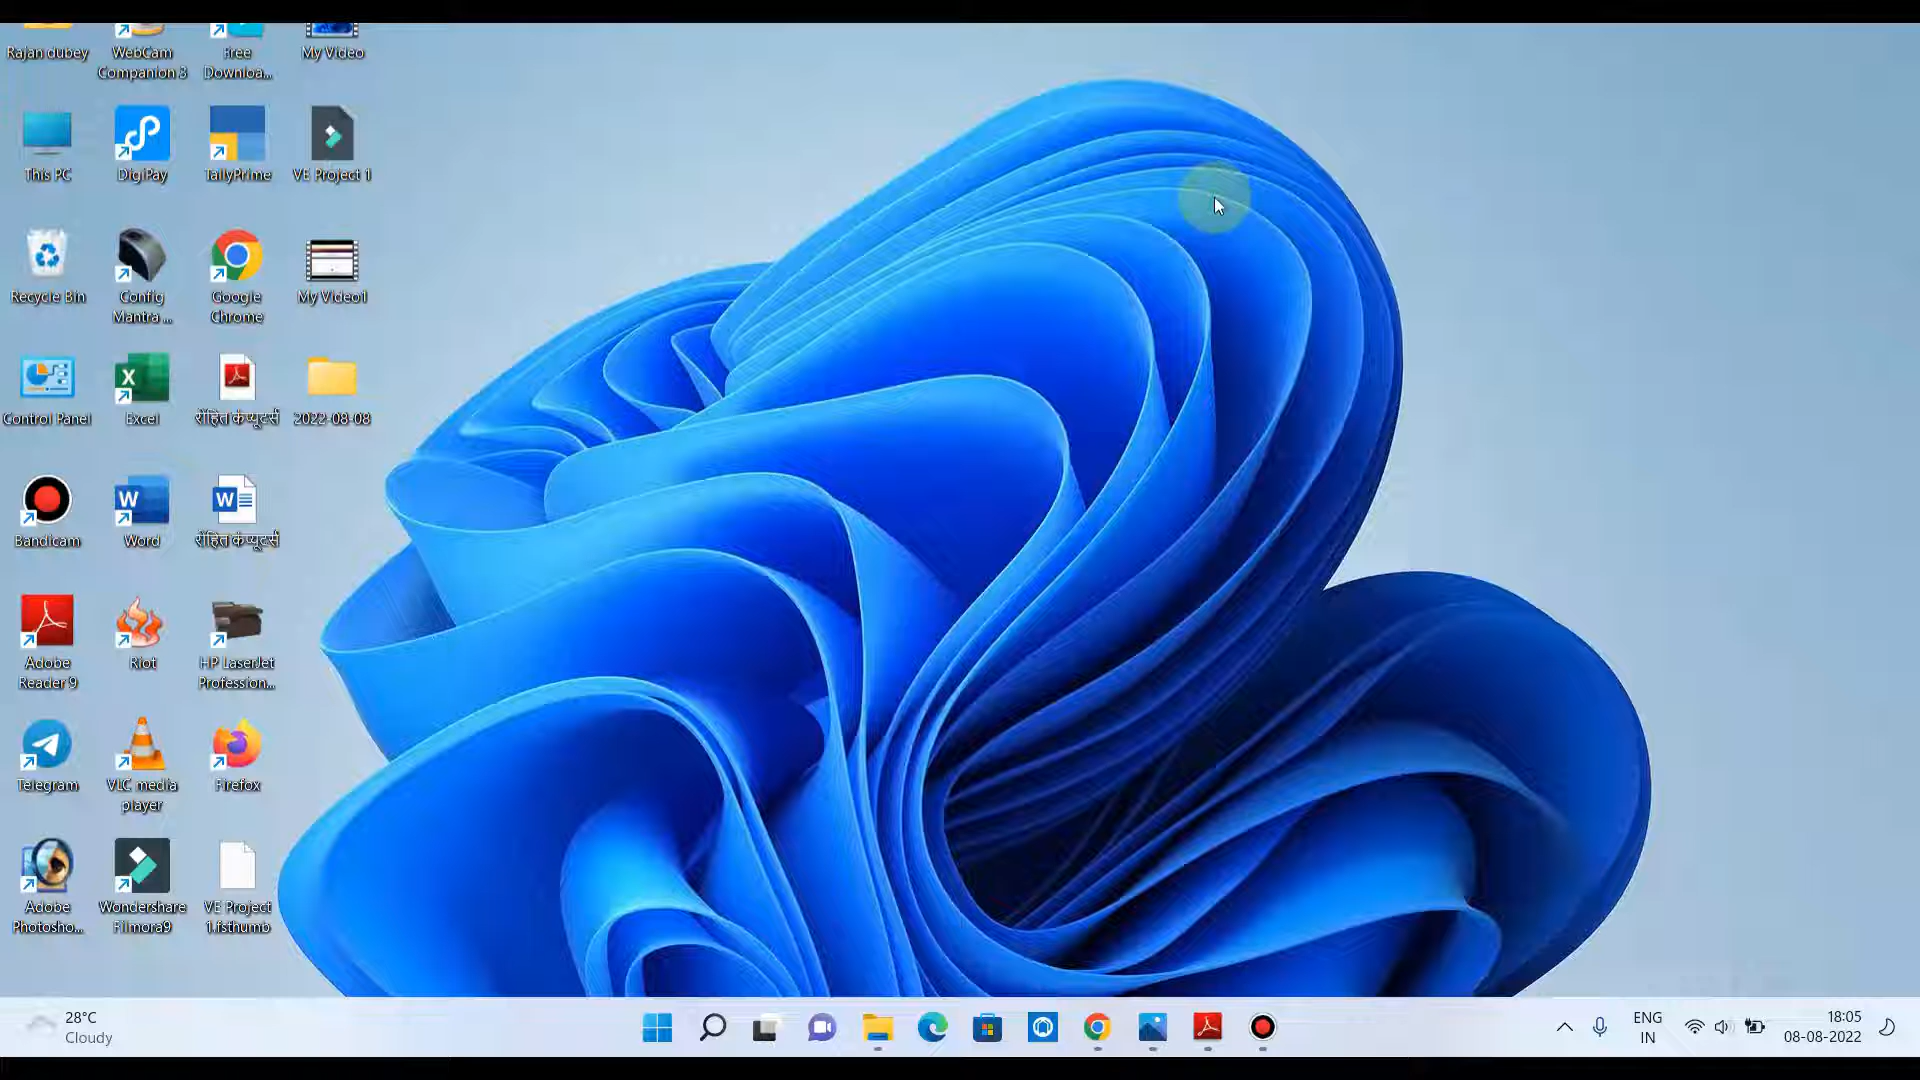 Rajan dubey
WebCam
Companion 3
Free
Downloa...
My Video
This PC
DigiPay
TallyPrime
VE Project 1
Recycle Bin
Config
Mantra ...
Google
Chrome
My Video1
Control Panel
Excel
रोहित कंप्यूटर्स
2022-08-08
Bandicam
Word
रोहित कंप्यूटर्स
Adobe
Reader 9
Riot
HP LaserJet
Profession...
Telegram
VLC media
player
Firefox
Adobe
Photosho...
Wondershare
Filmora9
VE Project
1.fsthumb
28°C
Cloudy
ENG
IN
18:05
08-08-2022